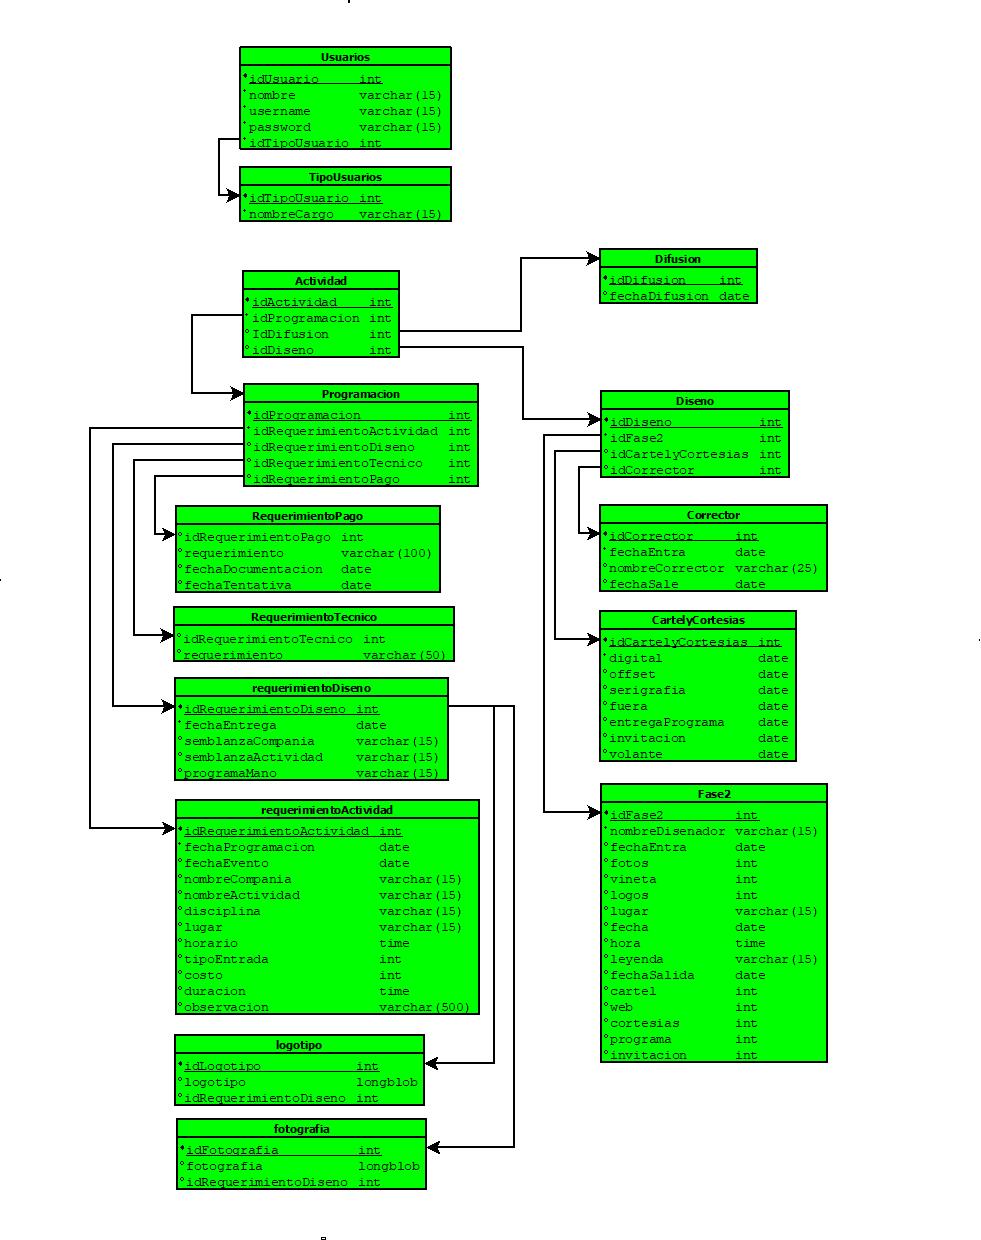 Usuarios
idUsuario int
nombre varchar(15)
username varchar(15)
password varchar(15)
idTipoUsuario int
TipoUsuarios
idTipoUsuario int
nombreCargo varchar(15)
Actividad
idActividad int
idProgramacion int
IdDifusion int
idDiseno int
Difusion
idDifusion int
fechaDifusion date
Programacion
idProgramacion int
idRequerimientoActividad int
idRequerimientoDiseno int
idRequerimientoTecnico int
idRequerimientoPago int
Diseno
idDiseno int
idFase2 int
idCartelyCortesias int
idCorrector int
RequerimientoPago
idRequerimientoPago int
requerimiento varchar(100)
fechaDocumentacion date
fechaTentativa date
Corrector
idCorrector int
fechaEntra date
nombreCorrector varchar(25)
fechaSale date
RequerimientoTecnico
idRequerimientoTecnico int
requerimiento varchar(50)
CartelyCortesias
idCartelyCortesias int
digital date
offset date
serigrafia date
fuera date
entregaPrograma date
invitacion date
volante date
requerimientoDiseno
idRequerimientoDiseno int
fechaEntrega date
semblanzaCompania varchar(15)
semblanzaActividad varchar(15)
programaMano varchar(15)
requerimientoActividad
idRequerimientoActividad int
fechaProgramacion date
fechaEvento date
nombreCompania varchar(15)
nombreActividad varchar(15)
disciplina varchar(15)
lugar varchar(15)
horario time
tipoEntrada int
costo int
duracion time
observacion varchar(500)
Fase2
idFase2 int
nombreDisenador varchar(15)
fechaEntra date
fotos int
vineta int
logos int
lugar varchar(15)
fecha date
hora time
leyenda varchar(15)
fechaSalida date
cartel int
web int
cortesias int
programa int
invitacion int
logotipo
idLogotipo int
logotipo longblob
idRequerimientoDiseno int
fotografia
idFotografia int
fotografia longblob
idRequerimientoDiseno int